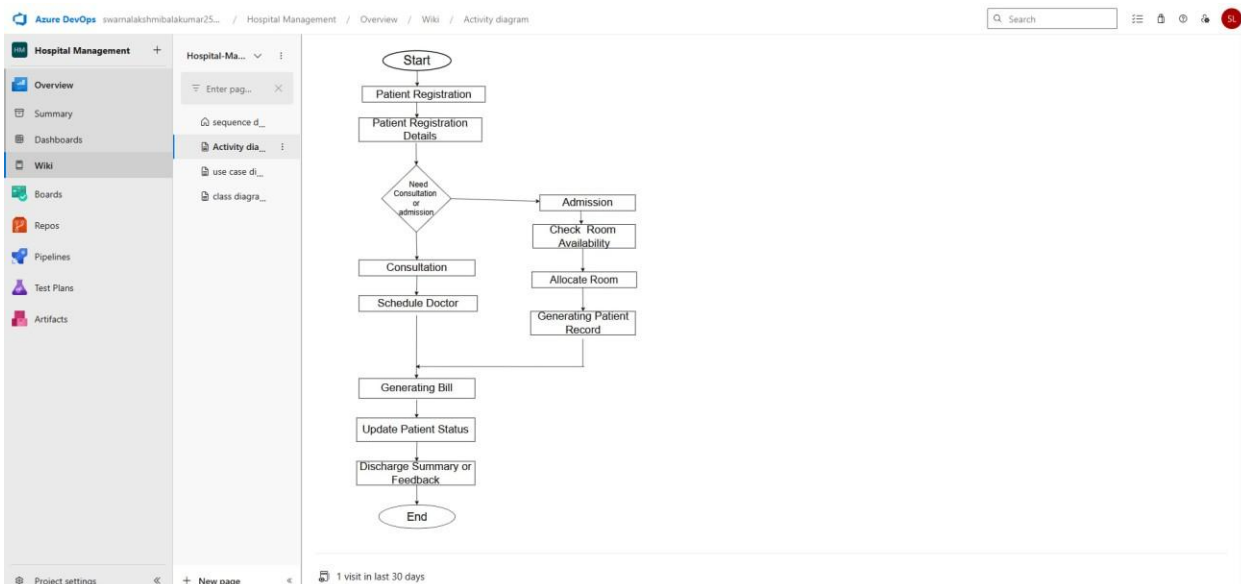 Azure DevOps swarnalakshmibalakumar25... / Hospital Management / Overview / Wiki / Activity diagram
Search
SL
HM Hospital Management +
Overview
Summary
Dashboards
Wiki
Boards
Repos
Pipelines
Test Plans
Artifacts
Project settings
Hospital-Ma...
Enter pag...
sequence d_
Activity dia_
use case di_
class diagra_
+ New page
Start
Patient Registration
Patient Registration
Details
Need
Consultation
or
admission
Admission
Check Room
Availability
Allocate Room
Generating Patient
Record
Consultation
Schedule Doctor
Generating Bill
Update Patient Status
Discharge Summary or
Feedback
End
1 visit in last 30 days